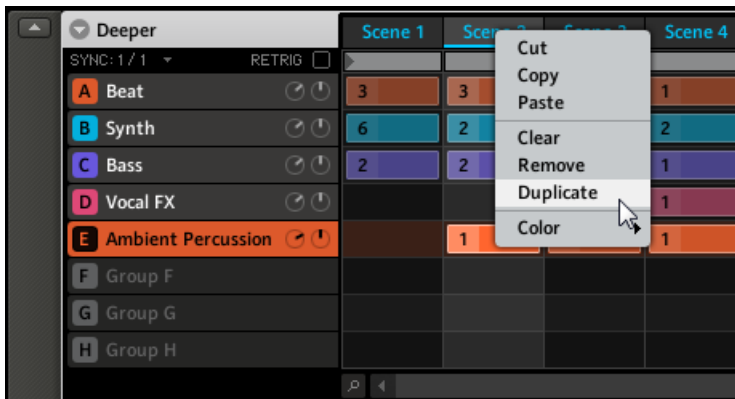 Deeper
Scene 1
Scene 4
SYNC: 1 / 1
RETRIG
A Beat 3 3 1
B Synth 6 2 2
C Bass 2 2 1
D Vocal FX 1
E Ambient Percussion 1 1
F Group F
G Group G
H Group H
Cut
Copy
Paste
Clear
Remove
Duplicate
Color